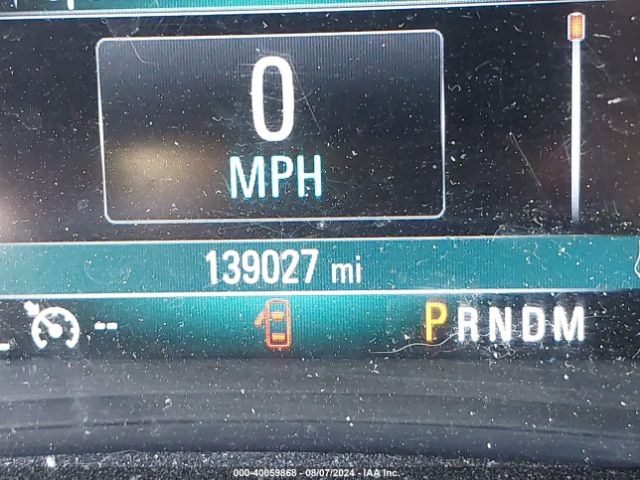 0
MPH
139027 mi
-- PRNDM
000-40059868 - 08/07/2024 - IAA Inc.